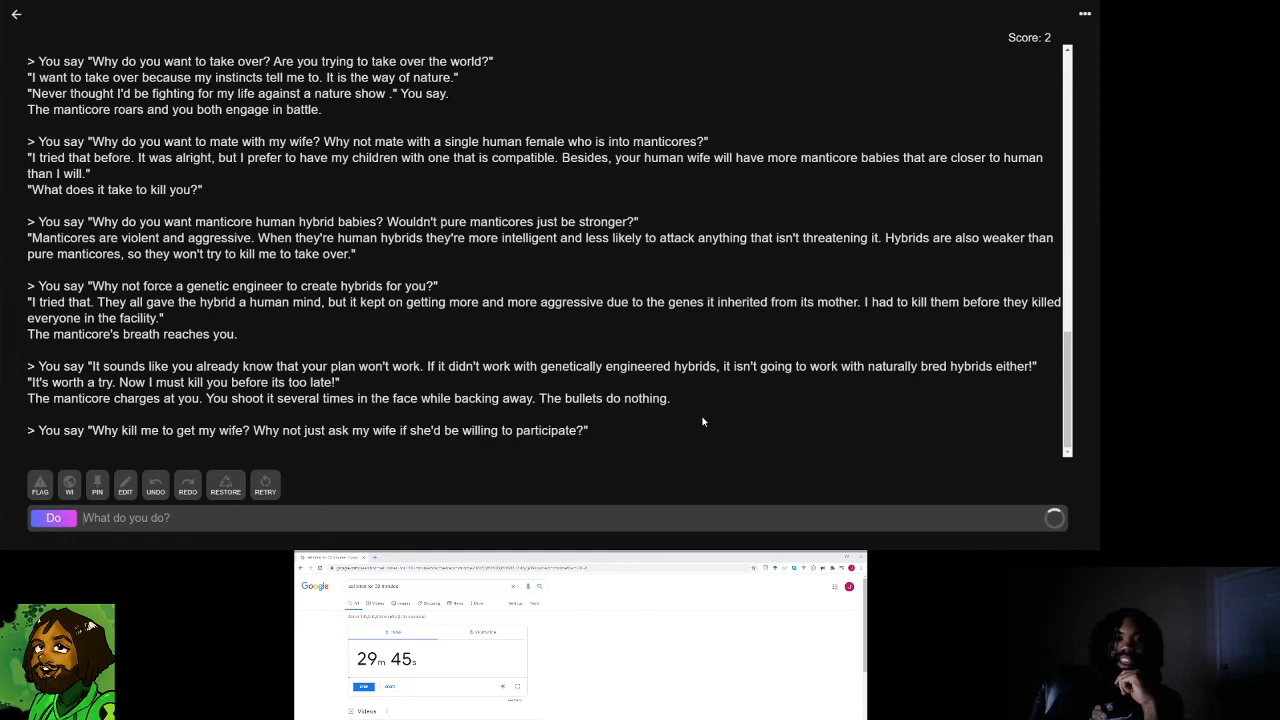 Score: 2
> You say "Why do you want to take over? Are you trying to take over the world?"
"I want to take over because my instincts tell me to. It is the way of nature."
"Never thought I'd be fighting for my life against a nature show ." You say.
The manticore roars and you both engage in battle.
> You say "Why do you want to mate with my wife? Why not mate with a single human female who is into manticores?"
"I tried that before. It was alright, but I prefer to have my children with one that is compatible. Besides, your human wife will have more manticore babies that are closer to human
than I will."
"What does it take to kill you?"
> You say "Why do you want manticore human hybrid babies? Wouldn't pure manticores just be stronger?"
"Manticores are violent and aggressive. When they're human hybrids they're more intelligent and less likely to attack anything that isn't threatening it. Hybrids are also weaker than
pure manticores, so they won't try to kill me to take over."
> You say "Why not force a genetic engineer to create hybrids for you?"
"I tried that. They all gave the hybrid a human mind, but it kept on getting more and more aggressive due to the genes it inherited from its mother. I had to kill them before they killed
everyone in the facility."
The manticore's breath reaches you.
> You say "It sounds like you already know that your plan won't work. If it didn't work with genetically engineered hybrids, it isn't going to work with naturally bred hybrids either!"
"It's worth a try. Now I must kill you before its too late!"
The manticore charges at you. You shoot it several times in the face while backing away. The bullets do nothing.
> You say "Why kill me to get my wife? Why not just ask my wife if she'd be willing to participate?"
FLAG WI PIN EDIT UNDO REDO RESTORE RETRY
Do What do you do?
Google
All Videos Images Shopping News More Settings Tools
TIMER STOPWATCH
29m 45s
STOP RESET
Videos